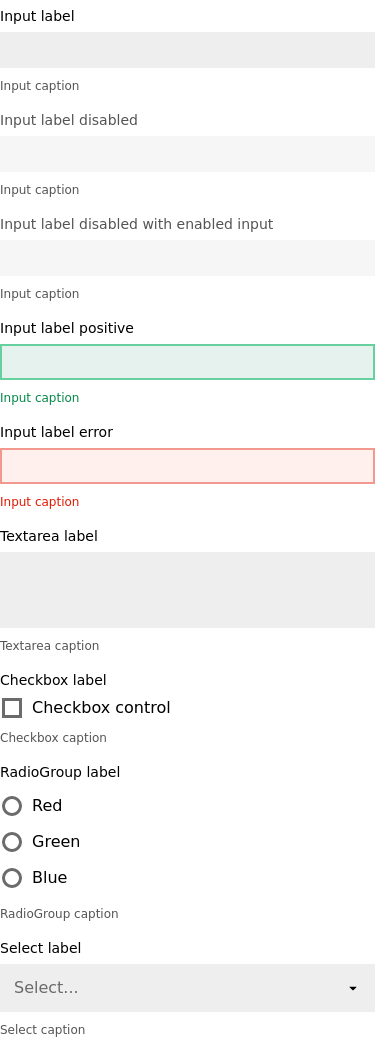 Input label
Input caption
Input label disabled
Input caption
Input label disabled with enabled input
Input caption
Input label positive
Input caption
Input label error
Input caption
Textarea label
Textarea caption
Checkbox label
Checkbox control
Checkbox caption
RadioGroup label
Red
Green
Blue
RadioGroup caption
Select label
Select...
Select caption